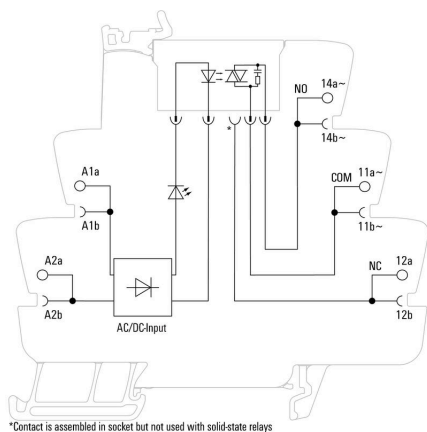 NO
14a~
*
14b~
A1a
COM
11a~
A1b
11b~
A2a
NC
12a
A2b
12b
AC/DC-Input
*Contact is assembled in socket but not used with solid-state relays